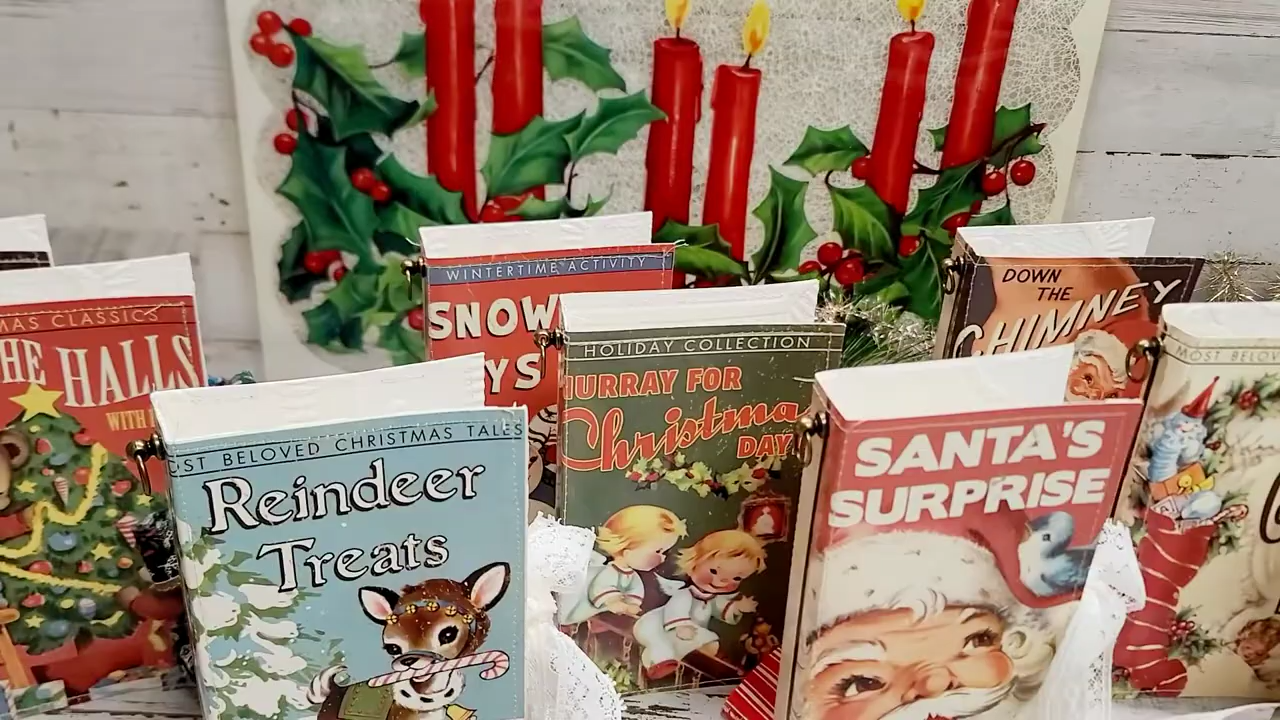 MAS CLASSICS
HE HALLS
WITH
OST BELOVED CHRISTMAS TALES
Reindeer
Treats
WINTERTIME ACTIVITY
SNOW
YS
HOLIDAY COLLECTION
HURRAY FOR
Christmas
DAY
SANTA'S
SURPRISE
DOWN
THE
CHIMNEY
MOST BELOV